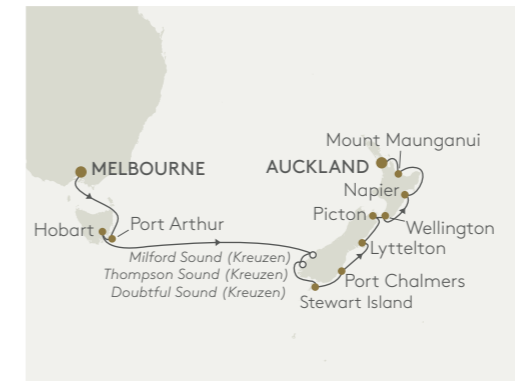 Mount Maunganui
MELBOURNE
AUCKLAND
Napier
Hobart
Port Arthur
Picton
Wellington
Lyttelton
Milford Sound (Kreuzen)
Thompson Sound (Kreuzen)
Doubtful Sound (Kreuzen)
Port Chalmers
Stewart Island